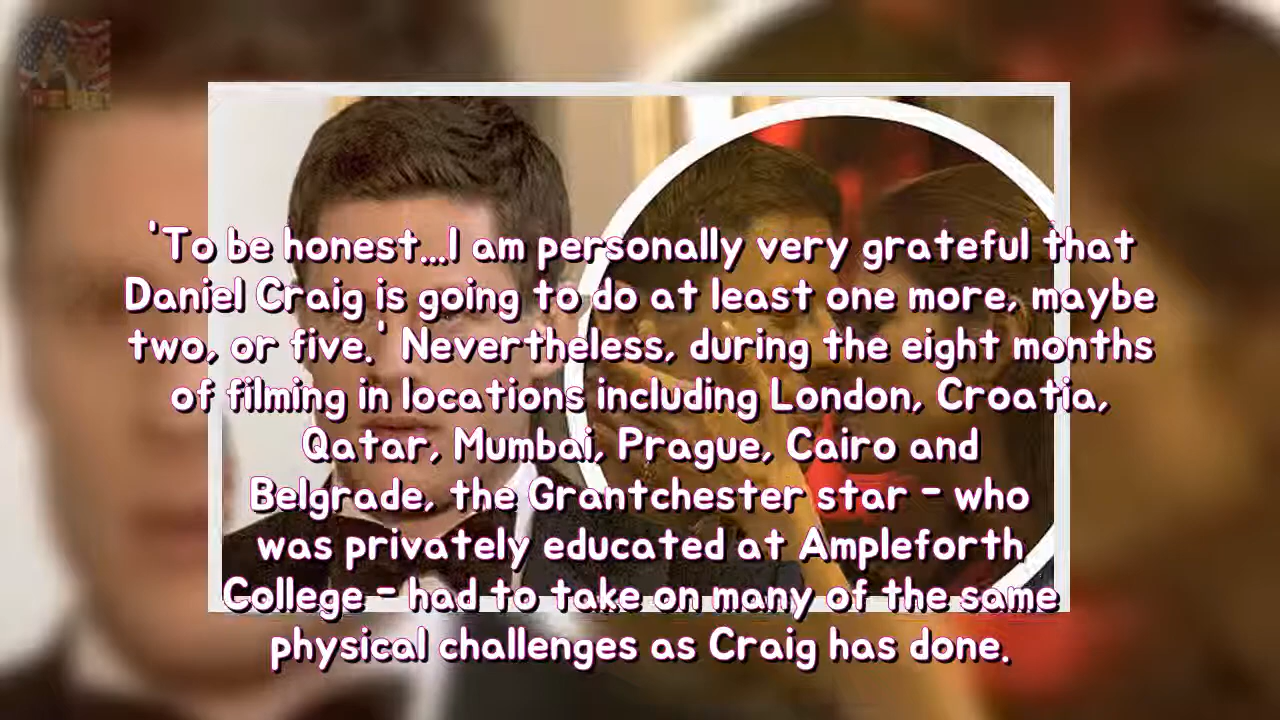 'To be honest...I am personally very grateful that
Daniel Craig is going to do at least one more, maybe
two, or five.' Nevertheless, during the eight months
of filming in locations including London, Croatia,
Qatar, Mumbai, Prague, Cairo and
Belgrade, the Grantchester star - who
was privately educated at Ampleforth
College - had to take on many of the same
physical challenges as Craig has done.